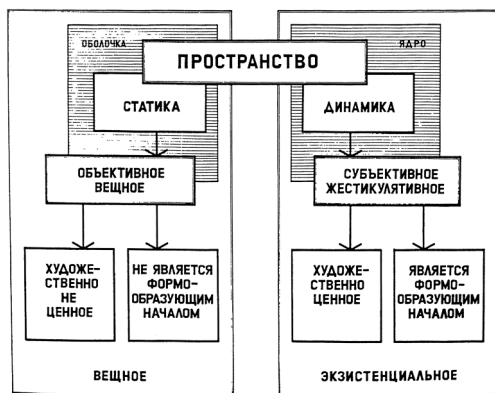 ОБОЛОЧКА
ЯДРО
ПРОСТРАНСТВО
СТАТИКА
ДИНАМИКА
ОБЪЕКТИВНОЕ
ВЕЩНОЕ
СУБЪЕКТИВНОЕ
ЖЕСТИКУЛЯТИВНОЕ
ХУДОЖЕ-
СТВЕННО
НЕ
ЦЕННОЕ
НЕ ЯВЛЯЕТСЯ
ФОРМО-
ОБРАЗУЮЩИМ
НАЧАЛОМ
ХУДОЖЕ-
СТВЕННО
ЦЕННОЕ
ЯВЛЯЕТСЯ
ФОРМО-
ОБРАЗУЮЩИМ
НАЧАЛОМ
ВЕЩНОЕ
ЭКЗИСТЕНЦИАЛЬНОЕ